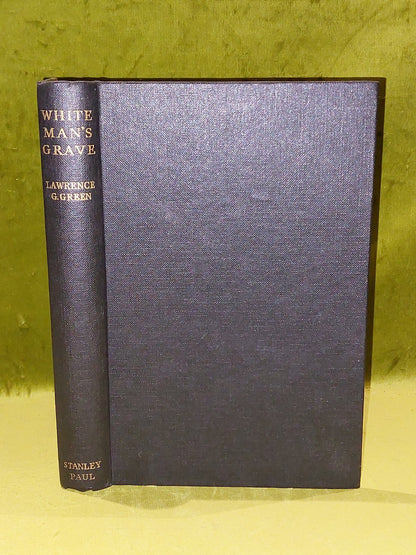 WHITE
MAN'S
GRAVE
LAWRENCE
G.GREEN
STANLEY
PAUL